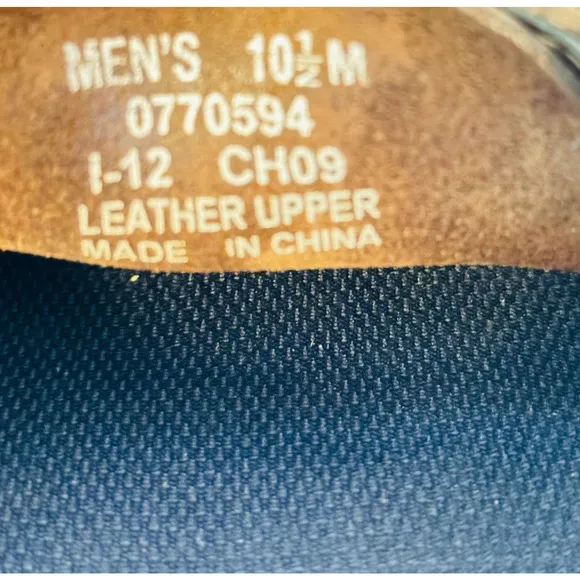 MEN'S 10½M
0770594
I-12 CH09
LEATHER UPPER
MADE IN CHINA